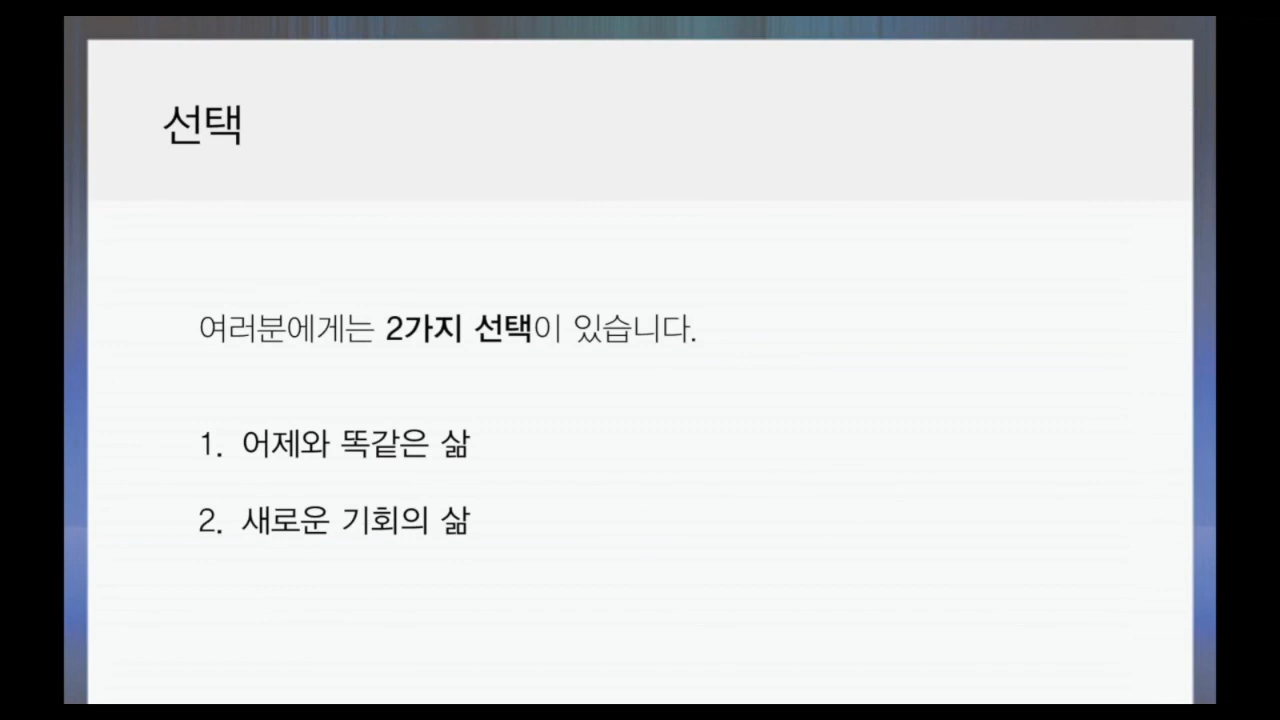 선택
여러분에게는 2가지 선택이 있습니다.
1. 어제와 똑같은 삶
2. 새로운 기회의 삶